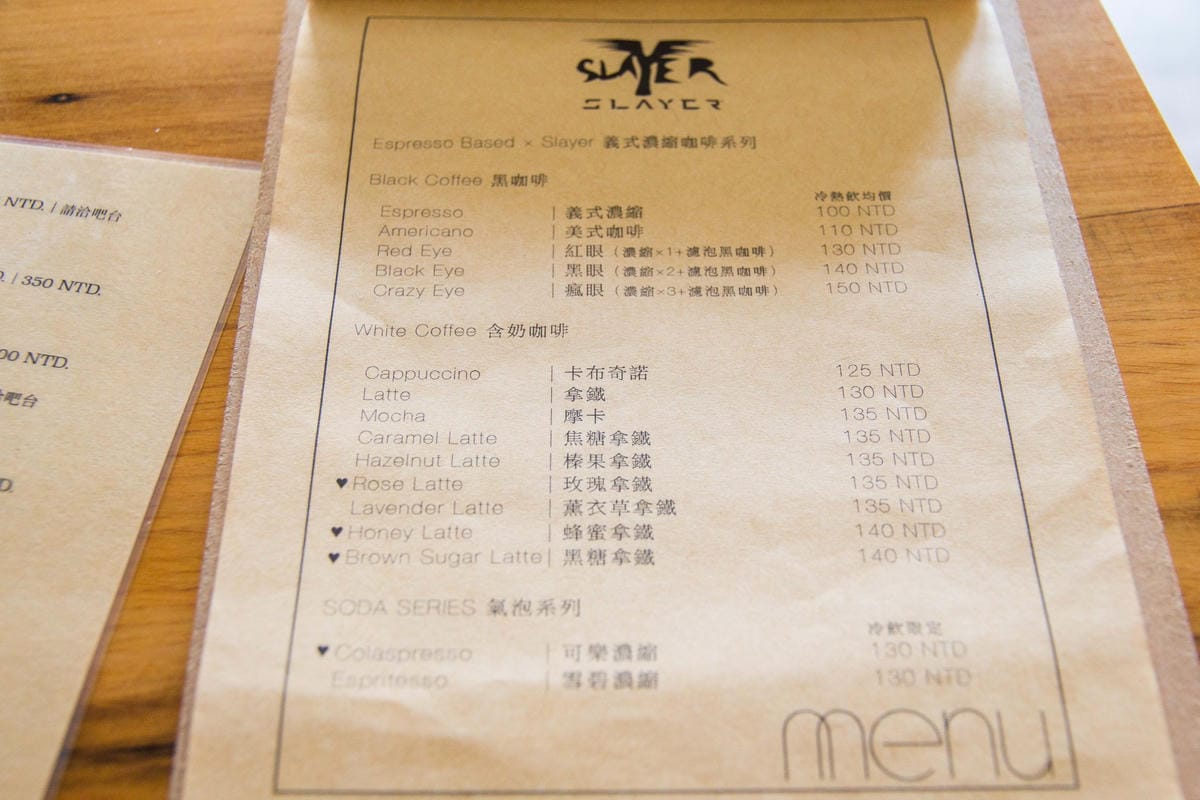 NTD. | 請洽吧台
. | 350 NTD.
00 NTD.
吧台
D.
SLAYER
SLAYER
Espresso Based × Slayer 義式濃縮咖啡系列
Black Coffee 黑咖啡
冷熱飲均價
Espresso | 義式濃縮 100 NTD
Americano | 美式咖啡 110 NTD
Red Eye | 紅眼 (濃縮×1+濾泡黑咖啡) 130 NTD
Black Eye | 黑眼 (濃縮×2+濾泡黑咖啡) 140 NTD
Crazy Eye | 瘋眼 (濃縮×3+濾泡黑咖啡) 150 NTD
White Coffee 含奶咖啡
Cappuccino | 卡布奇諾 125 NTD
Latte | 拿鐵 130 NTD
Mocha | 摩卡 135 NTD
Caramel Latte | 焦糖拿鐵 135 NTD
Hazelnut Latte | 榛果拿鐵 135 NTD
♥ Rose Latte | 玫瑰拿鐵 135 NTD
Lavender Latte | 薰衣草拿鐵 135 NTD
♥ Honey Latte | 蜂蜜拿鐵 140 NTD
♥ Brown Sugar Latte | 黑糖拿鐵 140 NTD
SODA SERIES 氣泡系列
冷飲限定
♥ Colaspresso | 可樂濃縮 130 NTD
Espritesso | 雪碧濃縮 130 NTD
menu